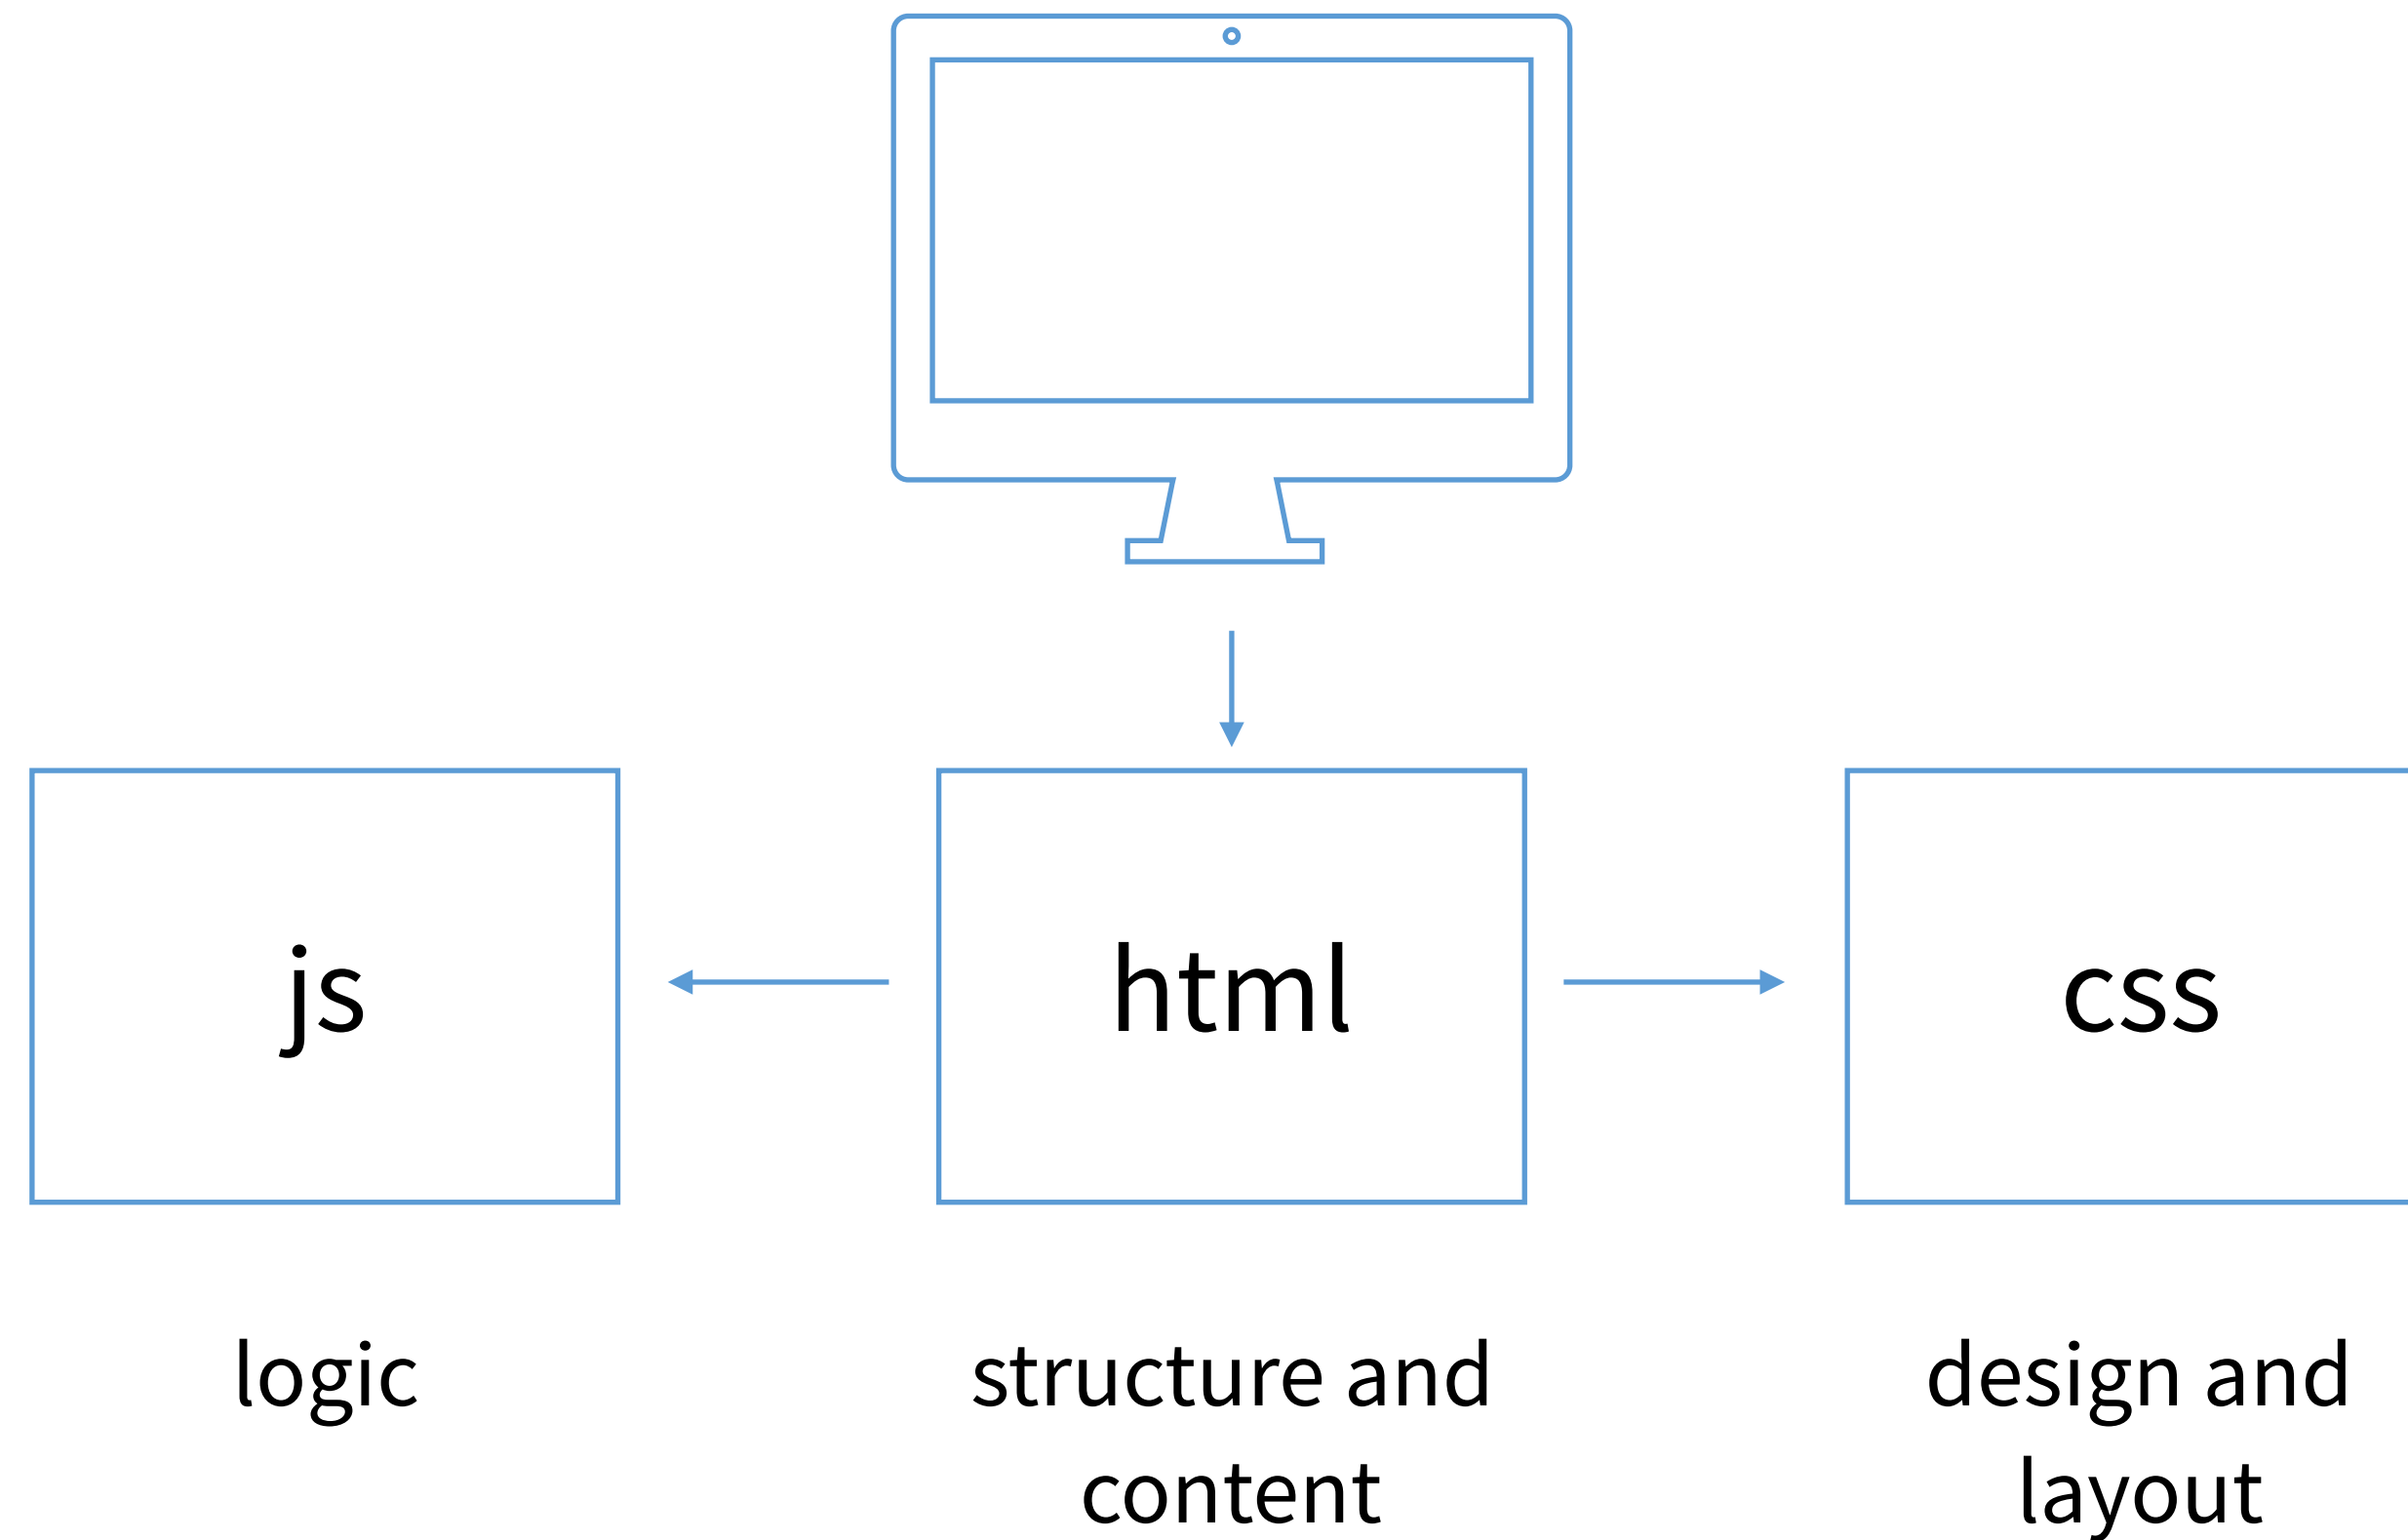 js
html
css
logic
structure and
content
design and
layout